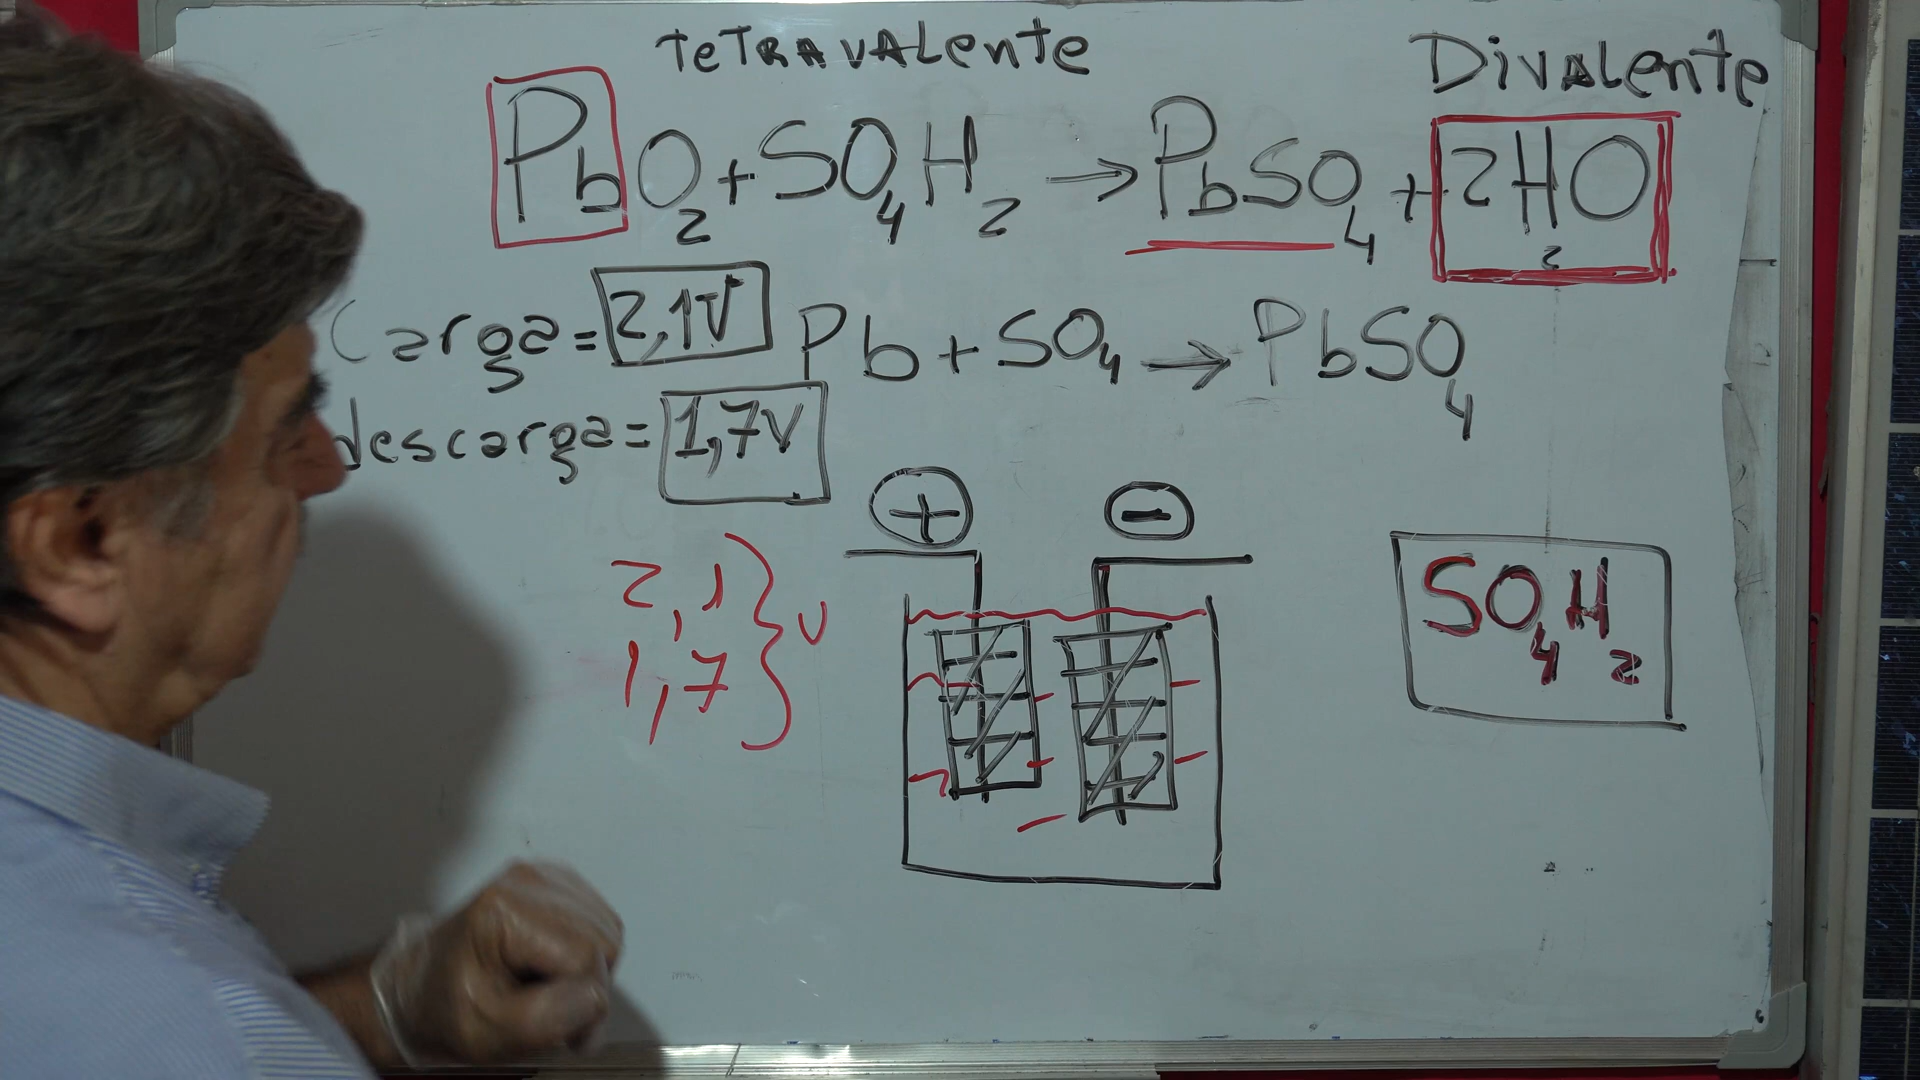 TeTRAVALente Divalente
PbO2+SO4H2→PbSO4+2H2O
Carga=2,1V Pb+SO4→PbSO4
descarga=1,7V
+ -
2,1
1,7 } V
SO4H2